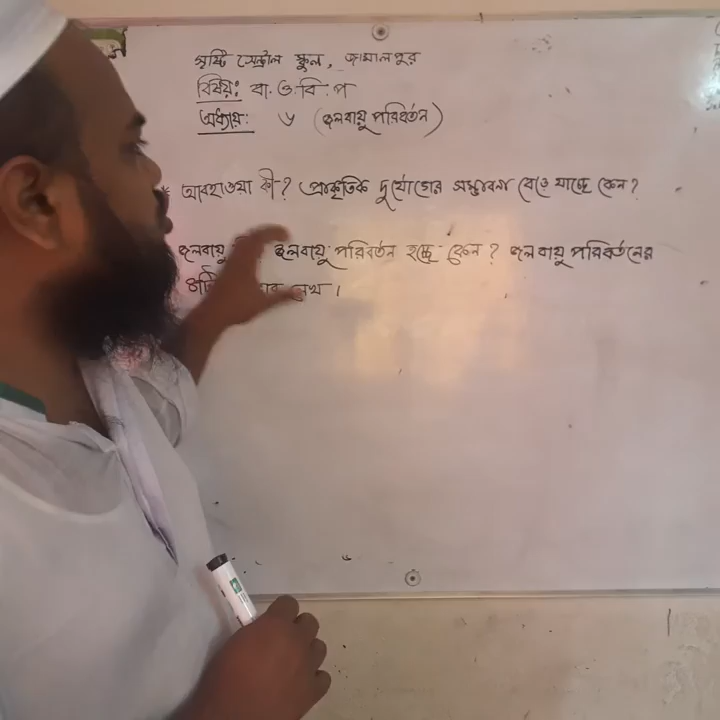 সৃষ্টি সেন্ট্রাল স্কুল, জামালপুর
বিষয়: বা. ও. বি. প
অধ্যায়: ৬ (জলবায়ু পরিবর্তন)
* আবহাওয়া কী? প্রাকৃতিক দুর্যোগের সম্ভাবনা বেড়ে যাচ্ছে কেন?
জলবায়ু জলবায়ু পরিবর্তন হচ্ছে কেন? জলবায়ু পরিবর্তনের
লেখ।